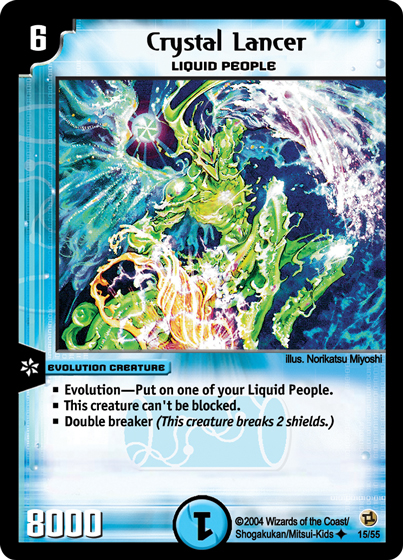 6
Crystal Lancer
LIQUID PEOPLE
illus. Norikatsu Miyoshi
EVOLUTION CREATURE
▪ Evolution—Put on one of your Liquid People.
▪ This creature can't be blocked.
▪ Double breaker (This creature breaks 2 shields.)
8000
1
©2004 Wizards of the Coast/
Shogakukan/Mitsui-Kids ✦ 15/55